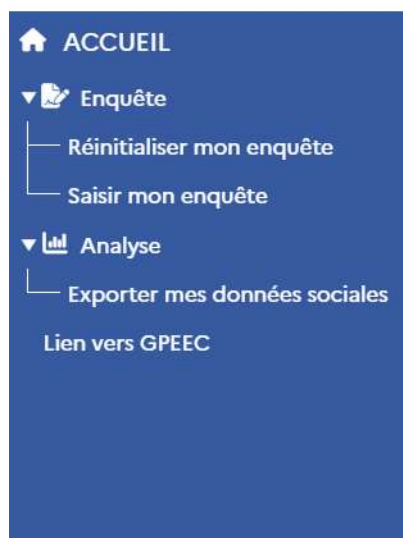 ACCUEIL
Enquête
Réinitialiser mon enquête
Saisir mon enquête
Analyse
Exporter mes données sociales
Lien vers GPEEC